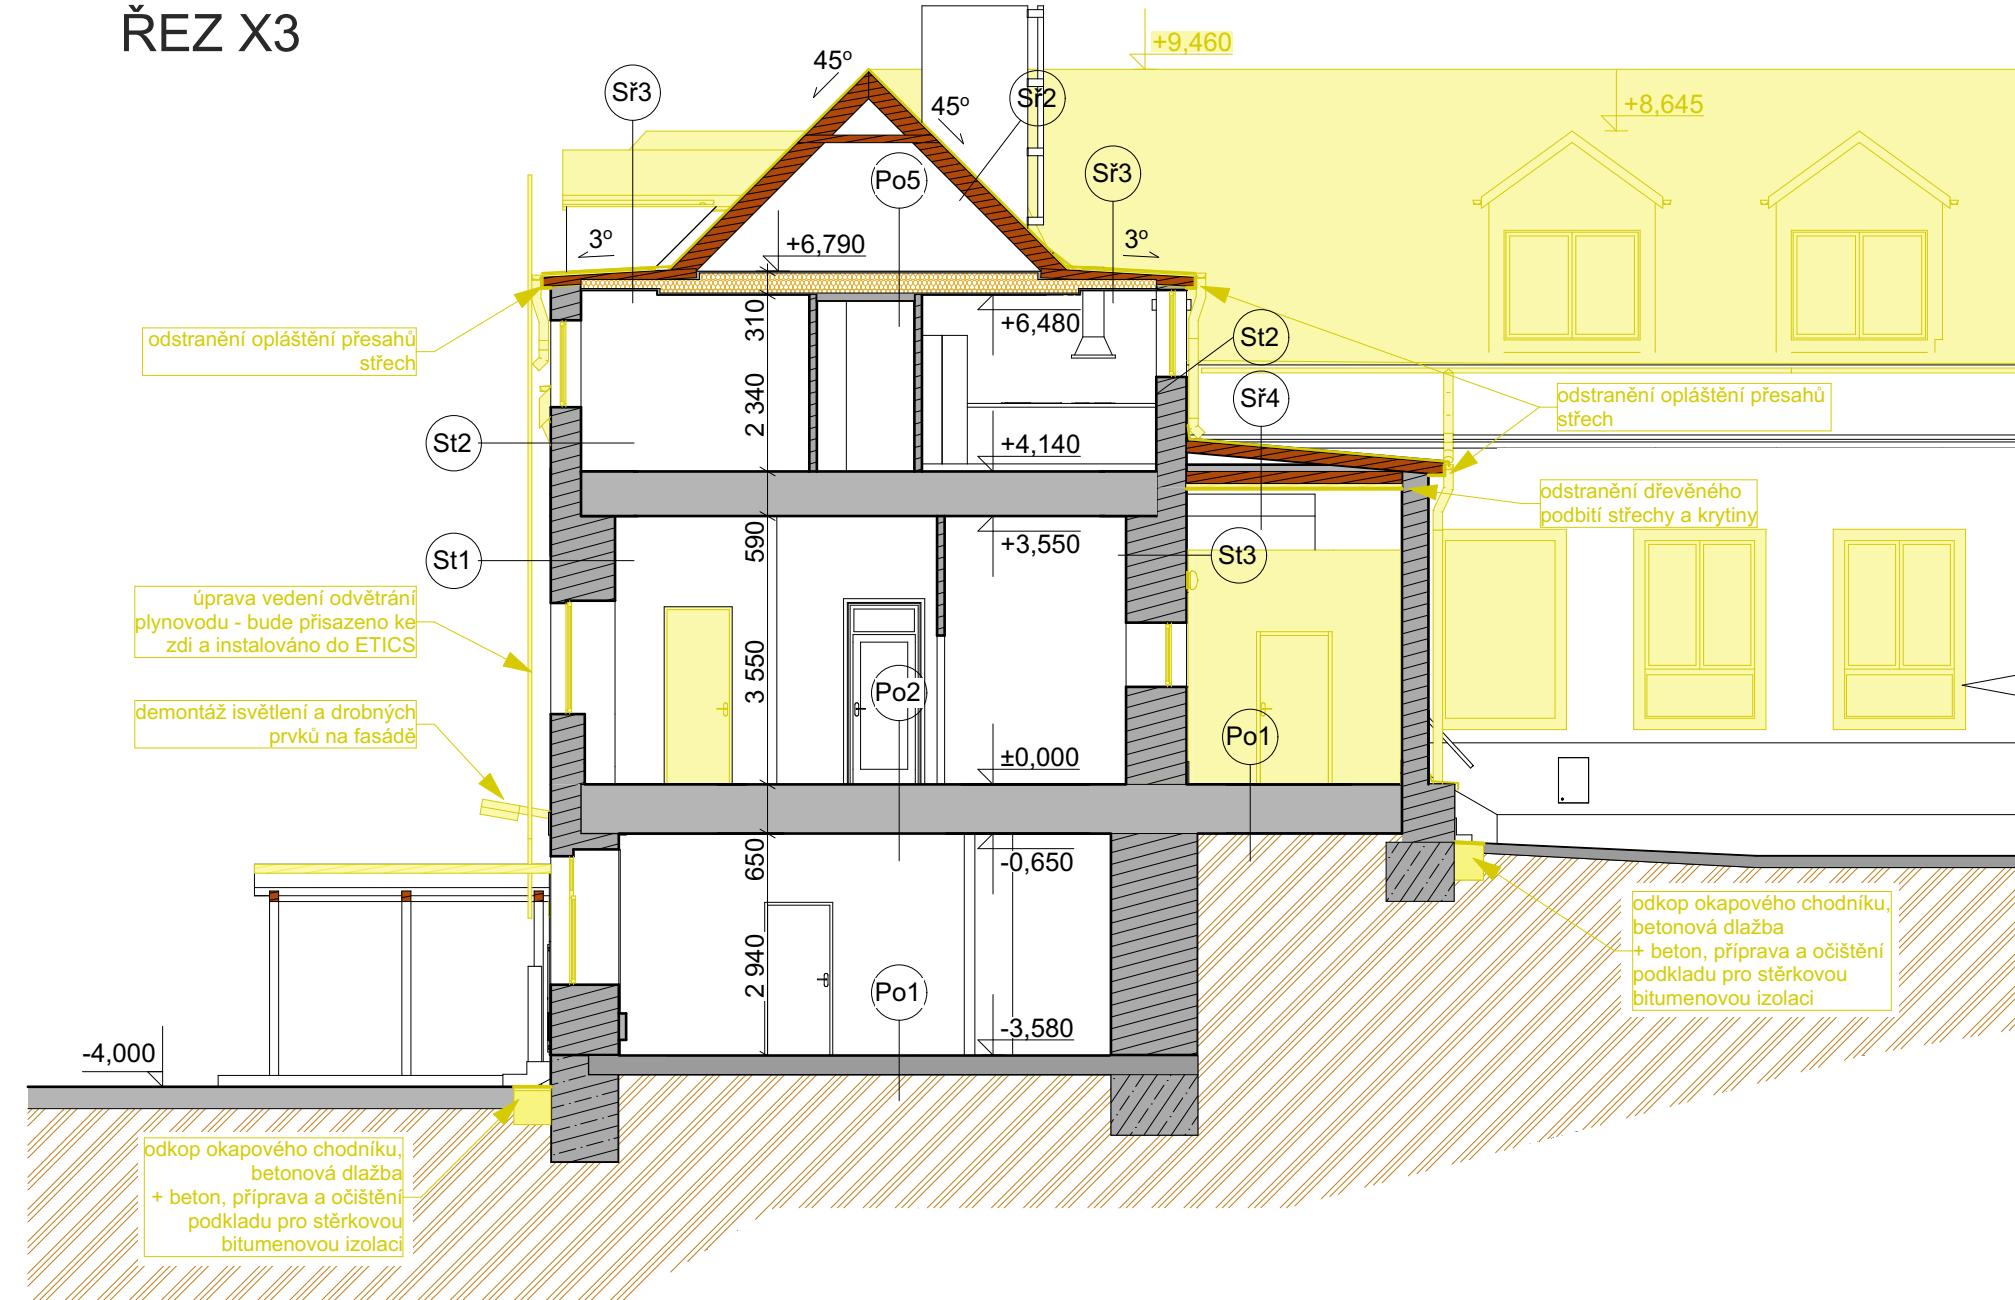 ŘEZ X3
+9,460
45º
Sř3
45º
Sř2
+8,645
Po5
Sř3
3º
+6,790
3º
310
+6,480
odstranění opláštění přesahů
střech
St2
2 340
Sř4
odstranění opláštění přesahů
střech
St2
+4,140
odstranění dřevěného
podbití střechy a krytiny
590
+3,550
St1
St3
úprava vedení odvětrání
plynovodu - bude přisazeno ke
zdi a instalováno do ETICS
3 550
Po2
demontáž isvětlení a drobných
prvků na fasádě
Po1
±0,000
650
-0,650
odkop okapového chodníku,
betonová dlažba
+ beton, příprava a očištění
podkladu pro stěrkovou
bitumenovou izolaci
2 940
Po1
-3,580
-4,000
odkop okapového chodníku,
betonová dlažba
+ beton, příprava a očištění
podkladu pro stěrkovou
bitumenovou izolaci